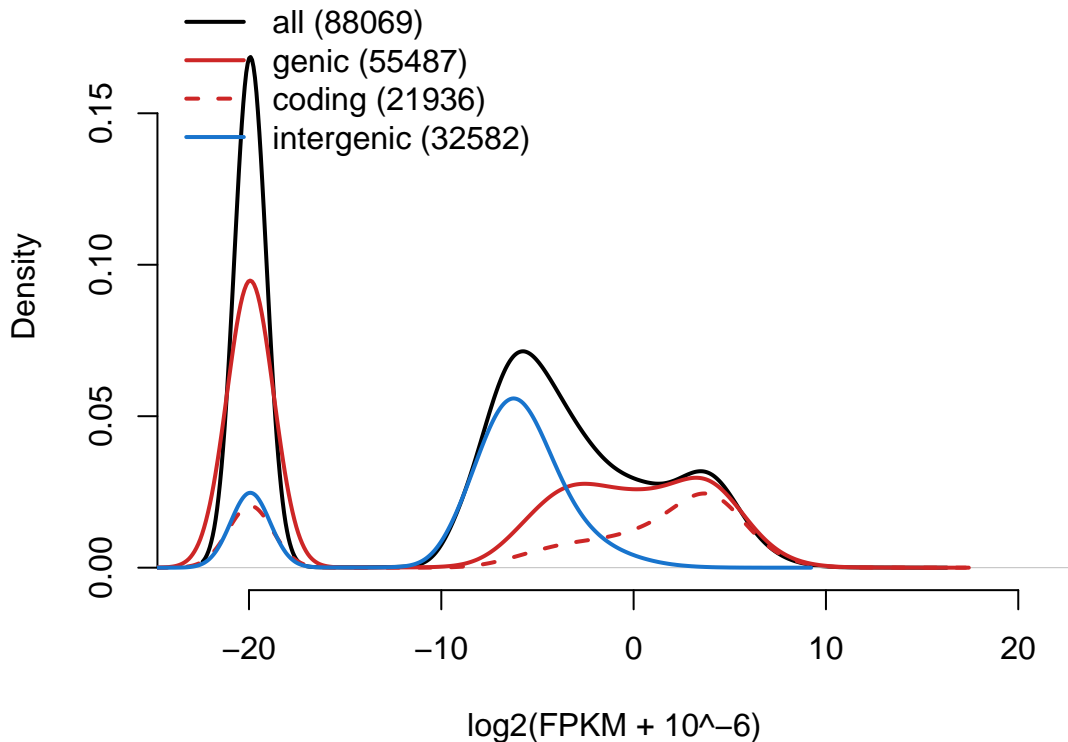 all (88069)
genic (55487)
coding (21936)
intergenic (32582)
Density
0.15
0.10
0.05
0.00
−20 −10 0 10 20
log2(FPKM + 10^−6)